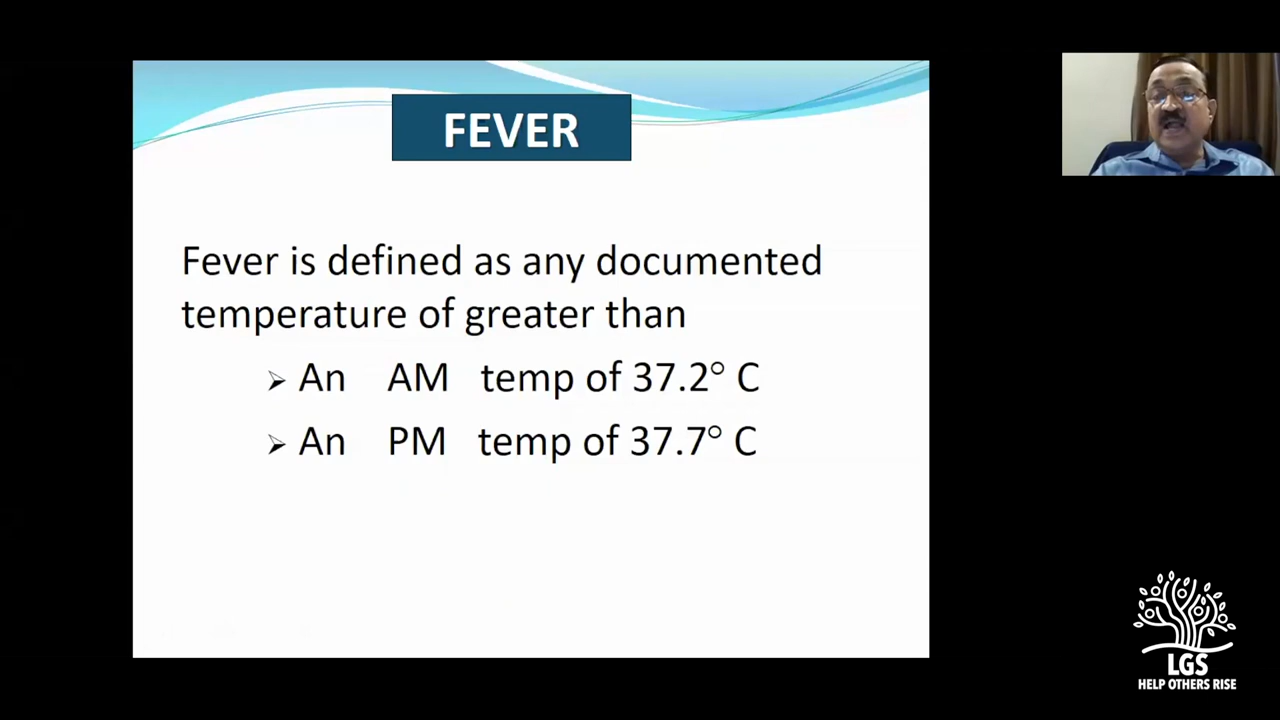 FEVER
Fever is defined as any documented
temperature of greater than
➢ An AM temp of 37.2° C
➢ An PM temp of 37.7° C
LGS
HELP OTHERS RISE